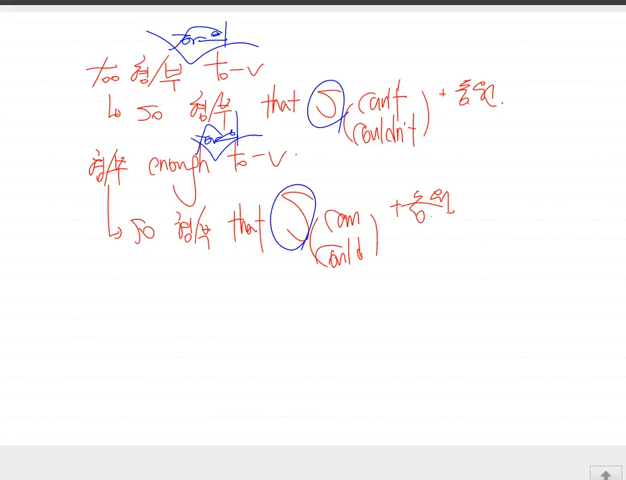 for-목
too 형/부 to-v
↳ so 형/부 that S (can't + 동원.
couldn't)
for-목
형/부 enough to-v.
↳ so 형/부 that S (can + 동원
could)